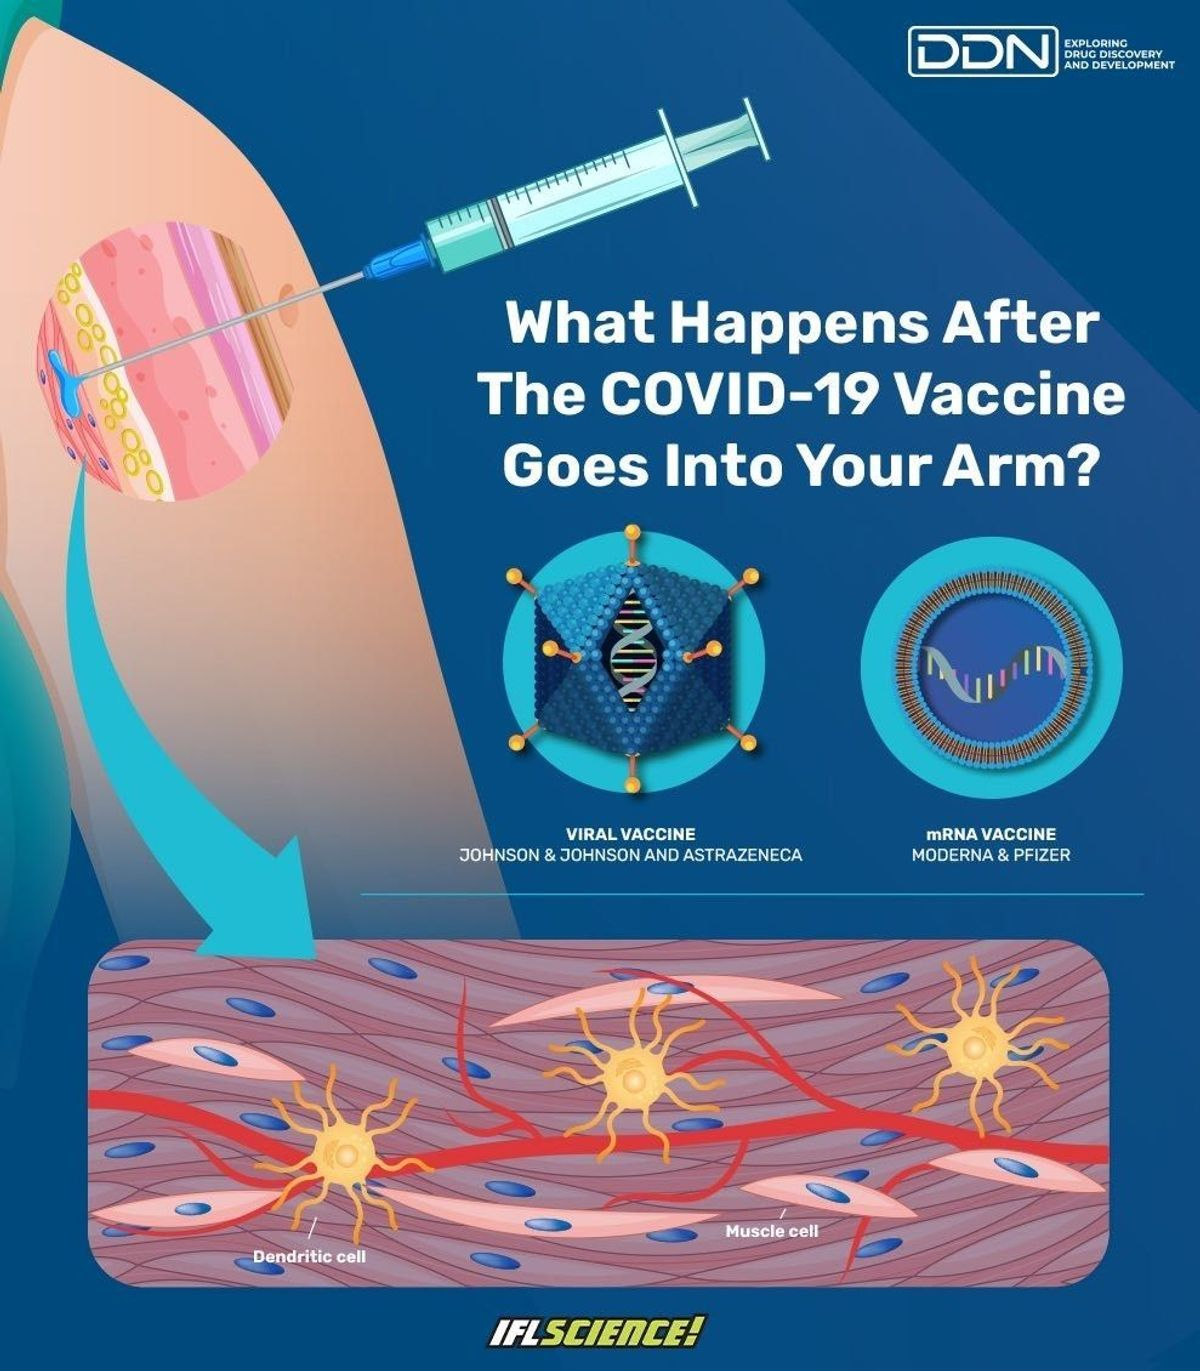 DDN
EXPLORING
DRUG DISCOVERY
AND DEVELOPMENT
What Happens After
The COVID-19 Vaccine
Goes Into Your Arm?
VIRAL VACCINE
JOHNSON & JOHNSON AND ASTRAZENECA
mRNA VACCINE
MODERNA & PFIZER
Muscle cell
Dendritic cell
IFLSCIENCE!